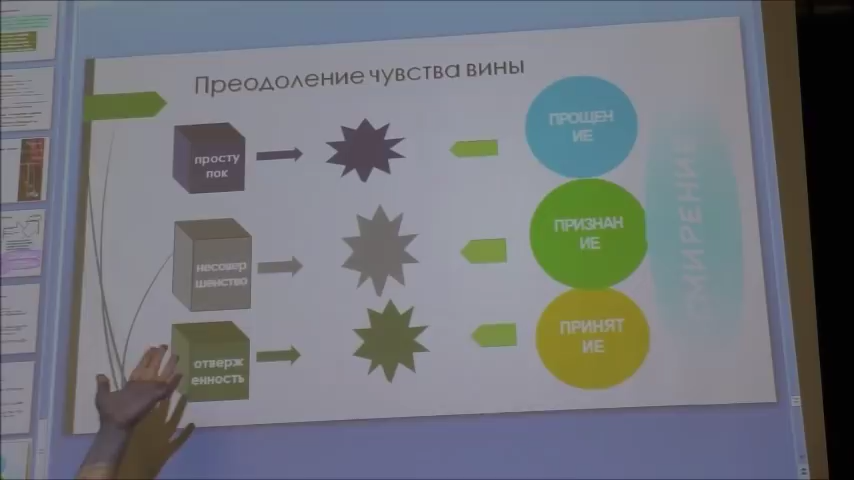 Преодоление чувства вины
просту
пок
ПРОЩЕН
ИЕ
несовер
шенство
ПРИЗНАН
ИЕ
отверж
енность
ПРИНЯТ
ИЕ
СМИРЕНИЕ